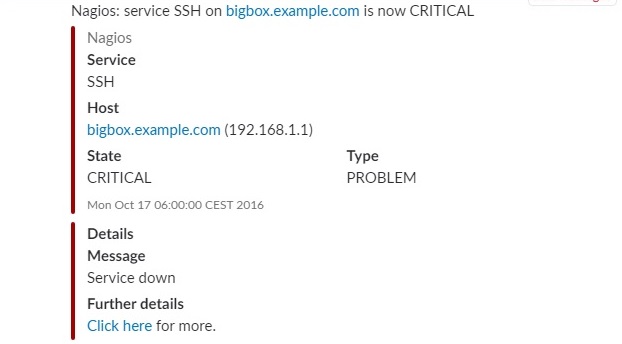 Nagios: service SSH on bigbox.example.com is now CRITICAL
Nagios
Service
SSH
Host
bigbox.example.com (192.168.1.1)
State Type
CRITICAL PROBLEM
Mon Oct 17 06:00:00 CEST 2016
Details
Message
Service down
Further details
Click here for more.